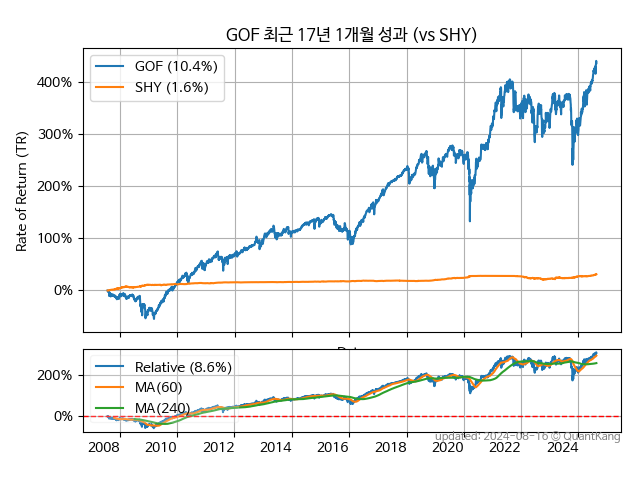 GOF 최근 17년 1개월 성과 (vs SHY)
GOF (10.4%)
SHY (1.6%)
Rate of Return (TR)
400%
300%
200%
100%
0%
Relative (8.6%)
MA(60)
MA(240)
200%
0%
2008 2010 2012 2014 2016 2018 2020 2022 2024
updated: 2024-08-16 © QuantKang